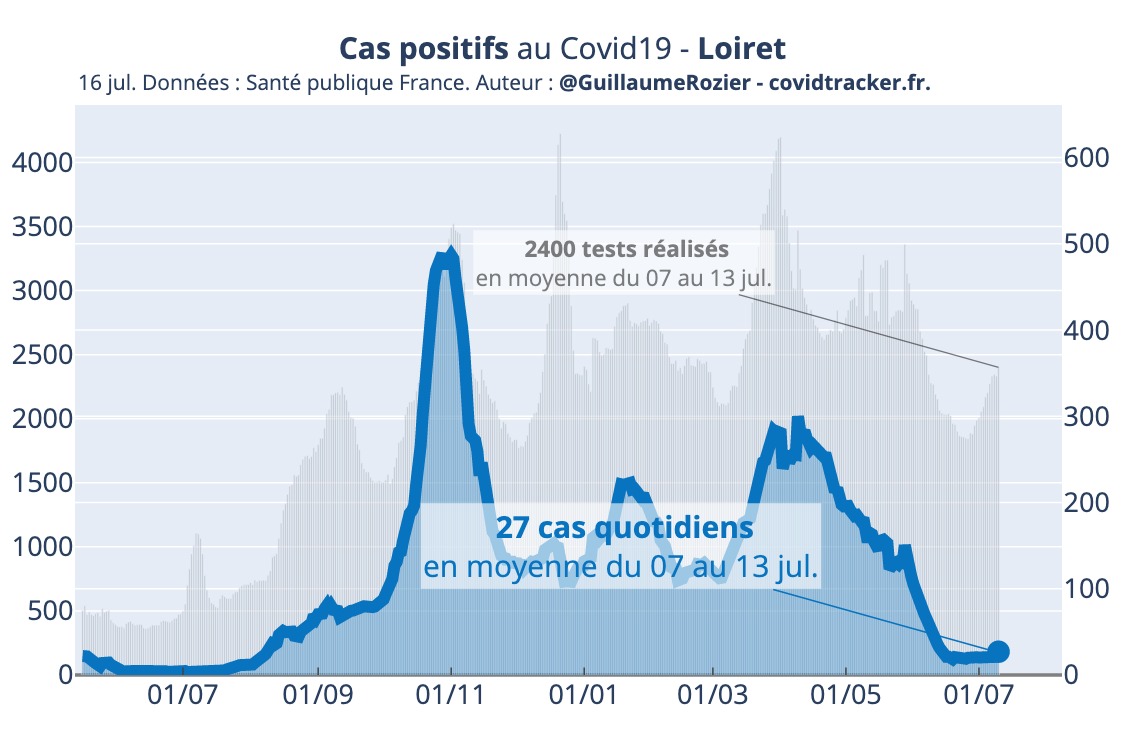 Cas positifs au Covid19 - Loiret
16 jul. Données : Santé publique France. Auteur : @GuillaumeRozier - covidtracker.fr.
4000
3500
3000
2500
2000
1500
1000
500
0
600
500
400
300
200
100
0
2400 tests réalisés
en moyenne du 07 au 13 jul.
27 cas quotidiens
en moyenne du 07 au 13 jul.
01/07 01/09 01/11 01/01 01/03 01/05 01/07